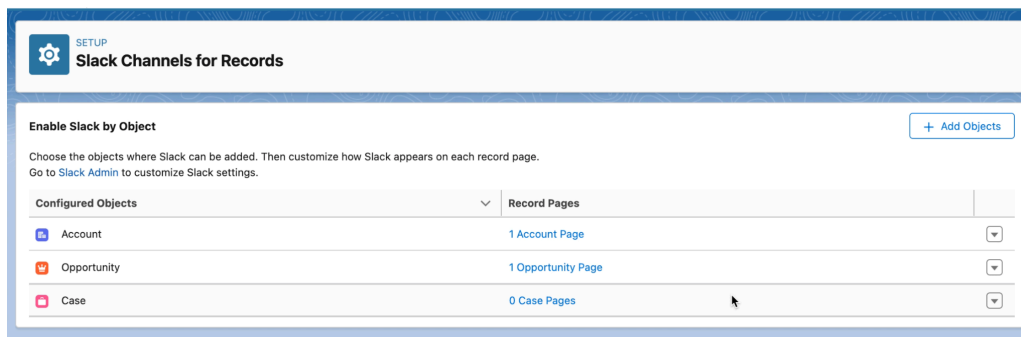 SETUP
Slack Channels for Records
Enable Slack by Object
+ Add Objects
Choose the objects where Slack can be added. Then customize how Slack appears on each record page.
Go to Slack Admin to customize Slack settings.
Configured Objects
Record Pages
Account
1 Account Page
Opportunity
1 Opportunity Page
Case
0 Case Pages